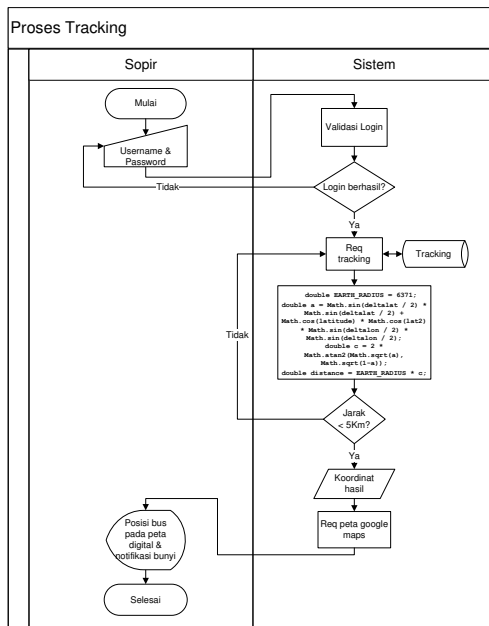 Proses Tracking
Sopir
Sistem
Mulai
Username &
Password
Validasi Login
Login berhasil?
Tidak
Ya
Req
tracking
Tracking
double EARTH_RADIUS = 6371;
double a = Math.sin(deltalat / 2) *
Math.sin(deltalat / 2) +
Math.cos(latitude) * Math.cos(lat2)
* Math.sin(deltalon / 2) *
Math.sin(deltalon / 2);
double c = 2 *
Math.atan2(Math.sqrt(a),
Math.sqrt(1-a));
double distance = EARTH_RADIUS * c;
Tidak
Jarak
< 5Km?
Ya
Koordinat
hasil
Req peta google
maps
Posisi bus
pada peta
digital &
notifikasi bunyi
Selesai